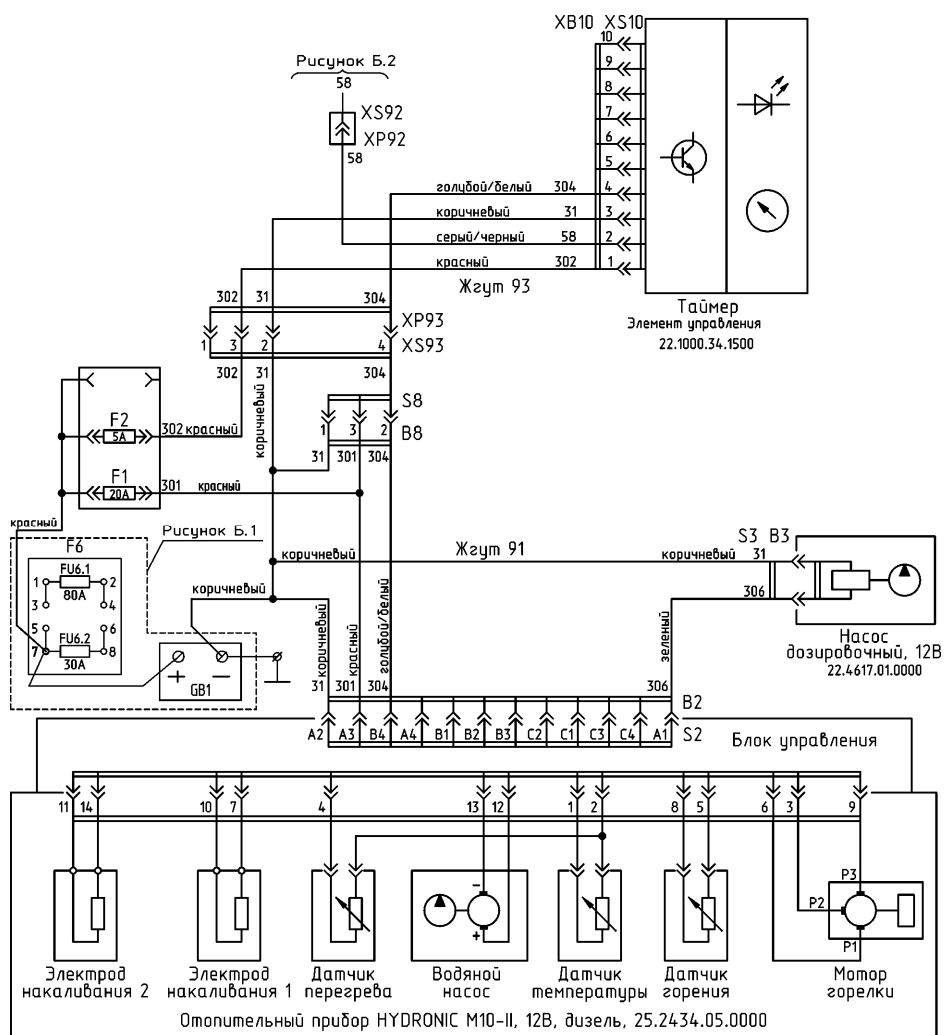 XB10 XS10
10
9
8
7
6
5
4
3
2
1
Рисунок Б.2
58
XS92
XP92
58
голубой/белый 304
коричневый 31
серый/черный 58
красный 302
Жгут 93
Таймер
Элемент управления
22.1000.34.1500
302 31 304
XP93
1 3 2 4
XS93
302 31 304
коричневый
S8
1 3 2
B8
31 301 304
F2
5А
302 красный
F1
20А
301 красный
красный
Рисунок Б.1
F6
FU6.1
1 2
80А
3 4
5 6
FU6.2
7 8
30А
GB1
+ −
коричневый
коричневый Жгут 91 коричневый 31
S3 B3
306
Насос
дозировочный, 12В
22.4617.01.0000
коричневый
красный
голубой/белый
зеленый
31 301 304 306
B2
A2 A3 B4 A4 B1 B2 B3 C2 C1 C3 C4 A1
S2
Блок управления
11 14 10 7 4 13 12 1 2 8 5 6 3 9
−
+
P3
P2
P1
Электрод
накаливания 2
Электрод
накаливания 1
Датчик
перегрева
Водяной
насос
Датчик
температуры
Датчик
горения
Мотор
горелки
Отопительный прибор HYDRONIC M10-II, 12В, дизель, 25.2434.05.0000